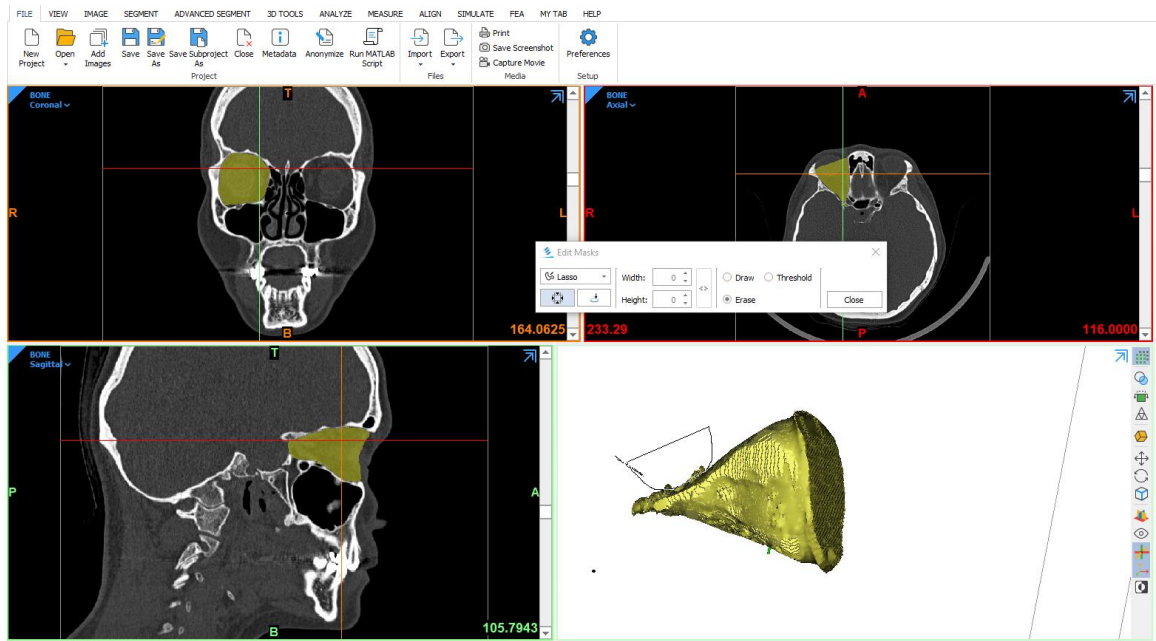 FILE VIEW IMAGE SEGMENT ADVANCED SEGMENT 3D TOOLS ANALYZE MEASURE ALIGN SIMULATE FEA MY TAB HELP
New Project
Open
Add Images
Save
Save As
Save Subproject As
Close
Metadata
Anonymize
Run MATLAB Script
Import
Export
Print
Save Screenshot
Capture Movie
Preferences
Project
Files
Media
Setup
BONE
Coronal
T
R
L
B
164.0625
BONE
Axial
A
R
L
P
233.29
116.0000
Edit Masks
Lasso
Width: 0
Draw
Threshold
<>
Height: 0
Erase
Close
BONE
Sagittal
T
P
A
B
105.7943